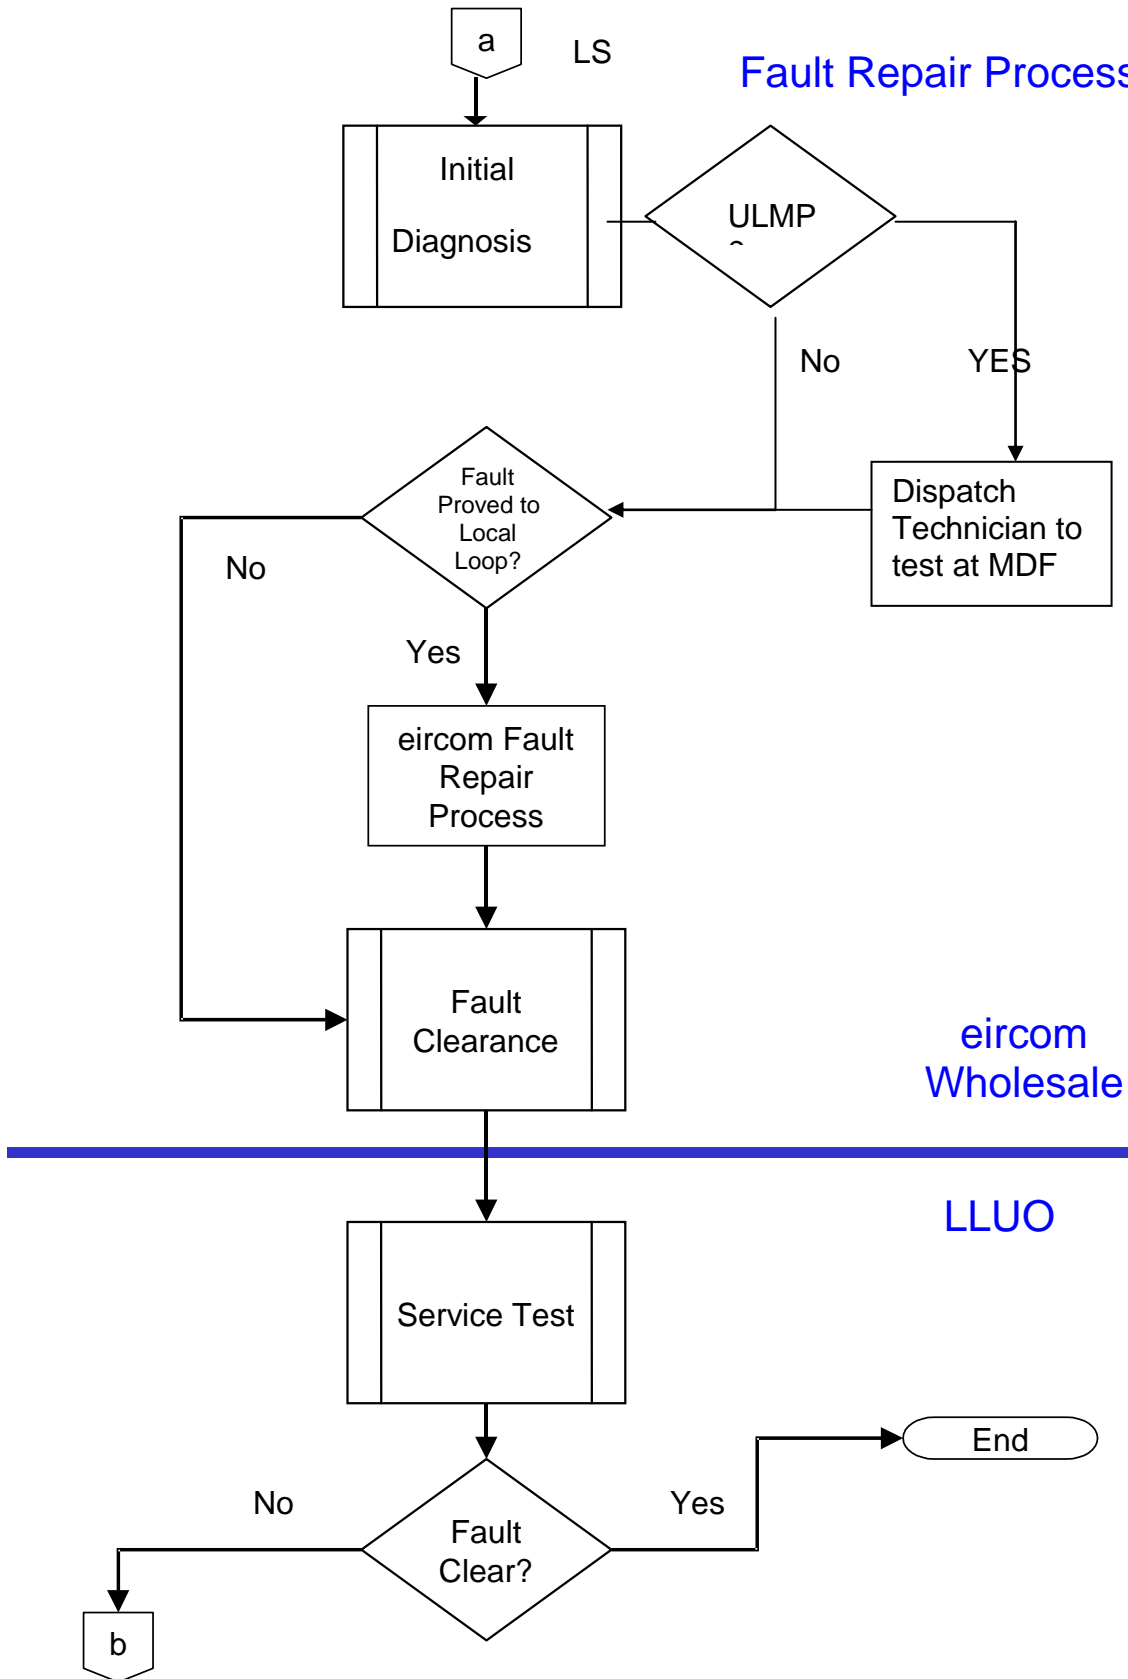 a
LS
Fault Repair Process
Initial
Diagnosis
ULMP
No
YES
Fault
Proved to
Local
Loop?
Dispatch
Technician to
test at MDF
No
Yes
eircom Fault
Repair
Process
Fault
Clearance
eircom
Wholesale
LLUO
Service Test
End
No
Yes
Fault
Clear?
b